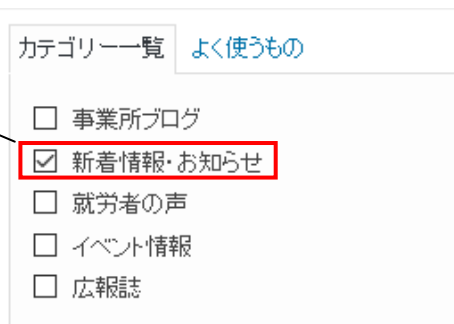 カテゴリー一覧 よく使うもの
事業所ブログ
新着情報・お知らせ
就労者の声
イベント情報
広報誌